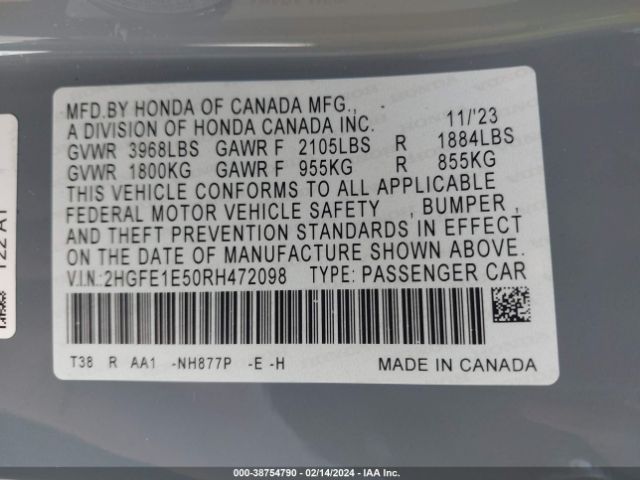 MFD.BY HONDA OF CANADA MFG., 11/'23
A DIVISION OF HONDA CANADA INC.
GVWR 3968LBS GAWR F 2105LBS R 1884LBS
GVWR 1800KG GAWR F 955KG R 855KG
THIS VEHICLE CONFORMS TO ALL APPLICABLE
FEDERAL MOTOR VEHICLE SAFETY , BUMPER ,
AND THEFT PREVENTION STANDARDS IN EFFECT
ON THE DATE OF MANUFACTURE SHOWN ABOVE.
V.I.N.:2HGFE1E50RH472098 TYPE: PASSENGER CAR
T38 R AA1 -NH877P -E -H MADE IN CANADA
000-38754790 - 02/14/2024 - IAA Inc.